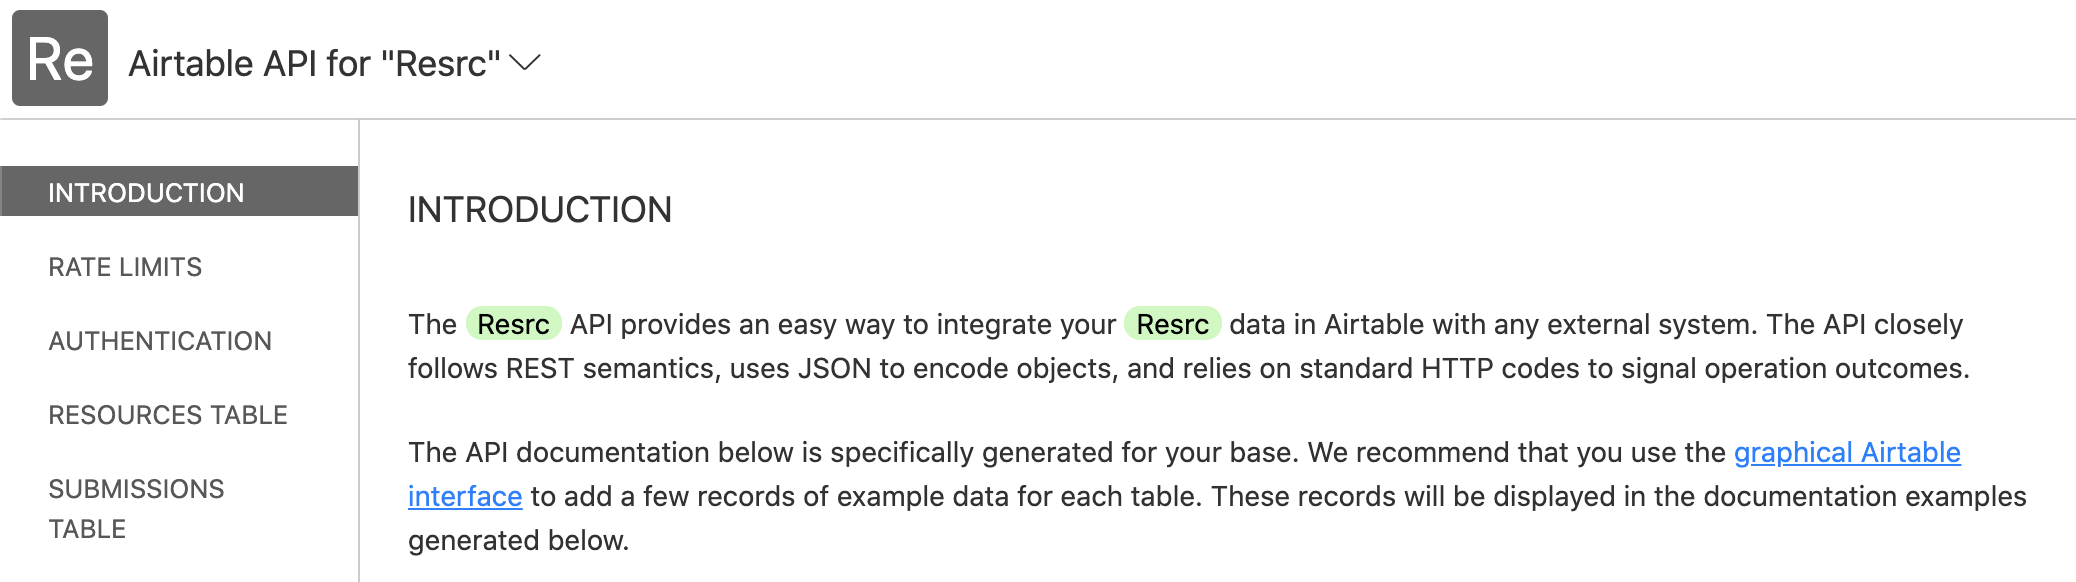 Re
Airtable API for "Resrc"
INTRODUCTION
RATE LIMITS
AUTHENTICATION
RESOURCES TABLE
SUBMISSIONS
TABLE
INTRODUCTION
The Resrc API provides an easy way to integrate your Resrc data in Airtable with any external system. The API closely
follows REST semantics, uses JSON to encode objects, and relies on standard HTTP codes to signal operation outcomes.
The API documentation below is specifically generated for your base. We recommend that you use the graphical Airtable
interface to add a few records of example data for each table. These records will be displayed in the documentation examples
generated below.